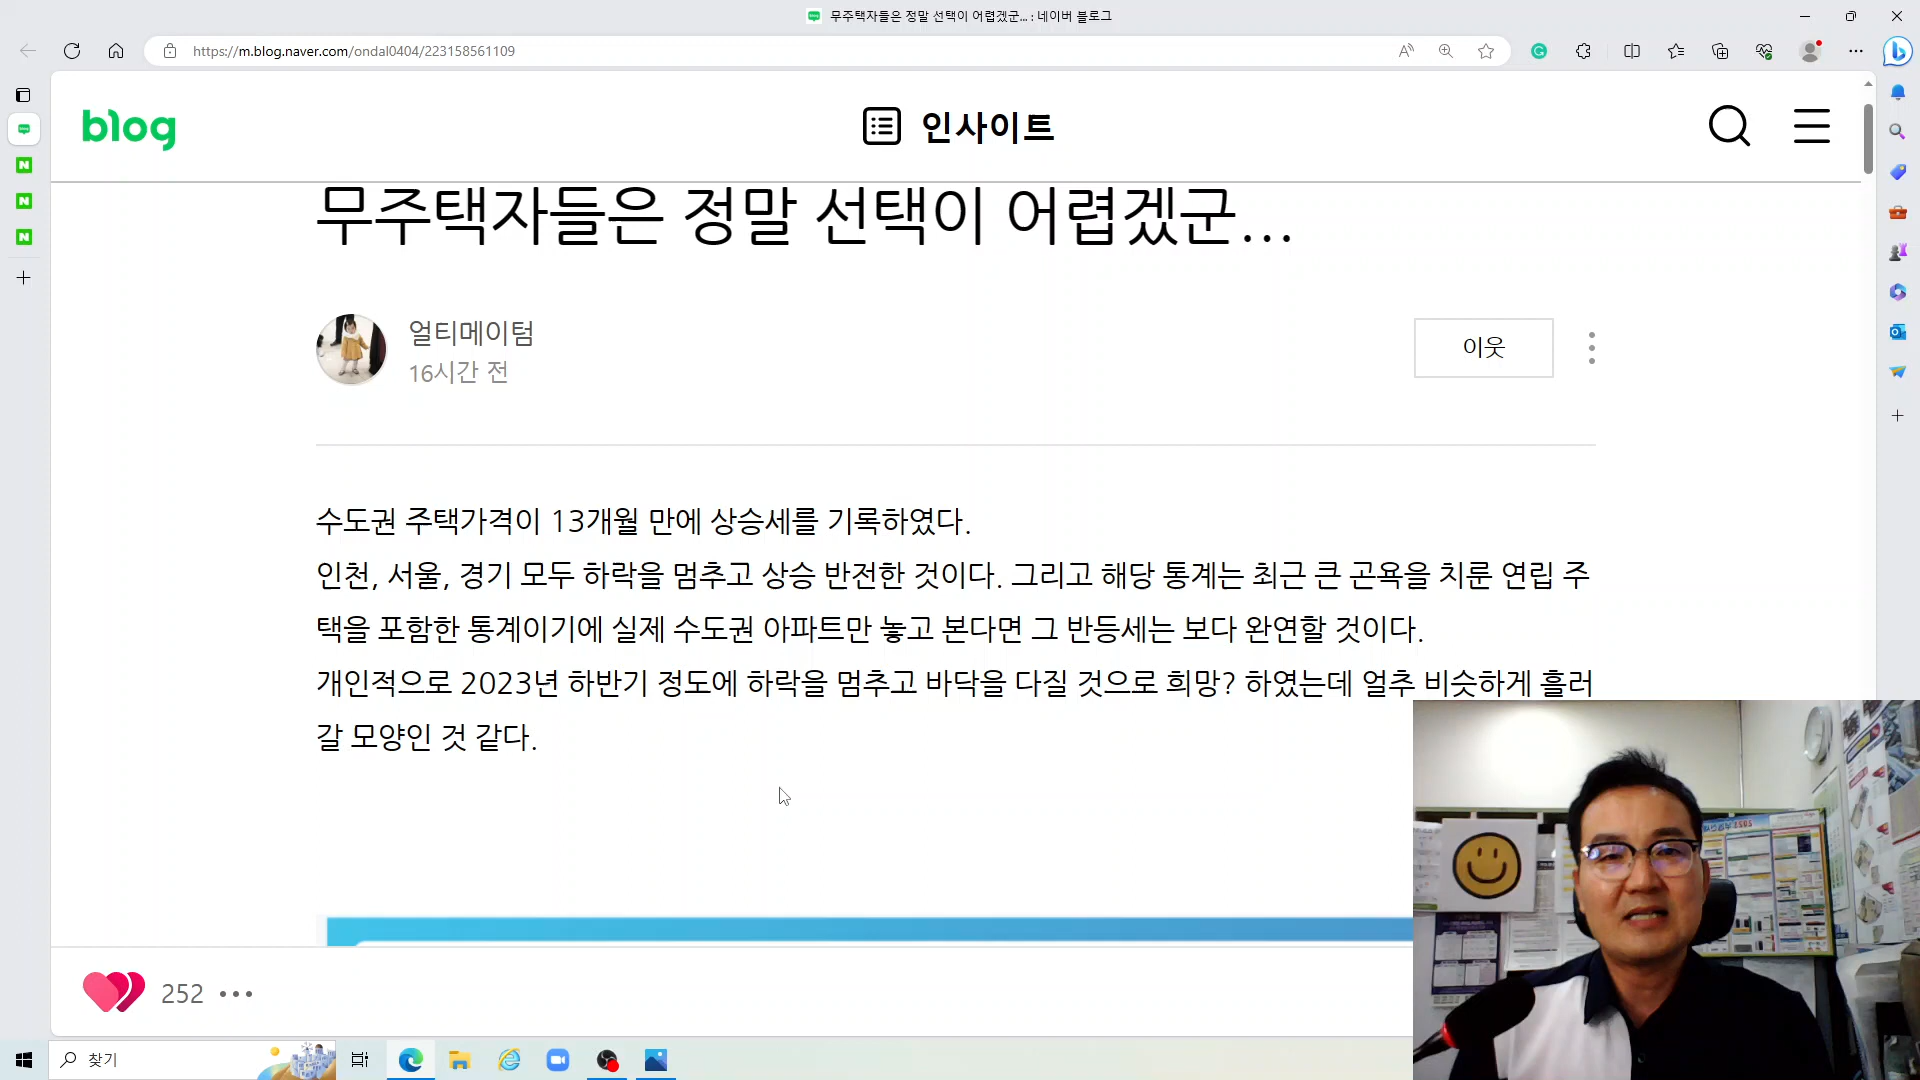 무주택자들은 정말 선택이 어렵겠군... : 네이버 블로그
https://m.blog.naver.com/ondal0404/223158561109
blog
인사이트
무주택자들은 정말 선택이 어렵겠군...
얼티메이텀
16시간 전
이웃
수도권 주택가격이 13개월 만에 상승세를 기록하였다.
인천, 서울, 경기 모두 하락을 멈추고 상승 반전한 것이다. 그리고 해당 통계는 최근 큰 곤욕을 치룬 연립 주
택을 포함한 통계이기에 실제 수도권 아파트만 놓고 본다면 그 반등세는 보다 완연할 것이다.
개인적으로 2023년 하반기 정도에 하락을 멈추고 바닥을 다질 것으로 희망? 하였는데 얼추 비슷하게 흘러
갈 모양인 것 같다.
252
찾기